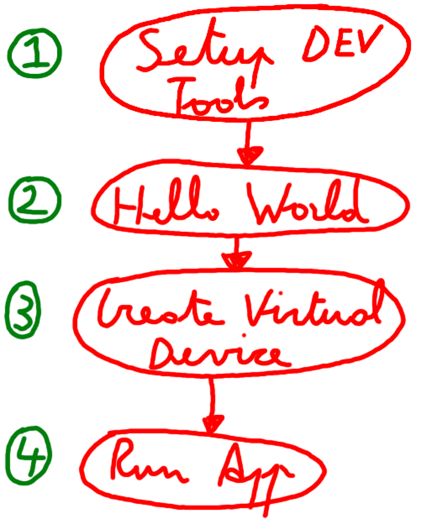 1
Setup DEV
Tools
2
Hello World
3
Create Virtual
Device
4
Run App